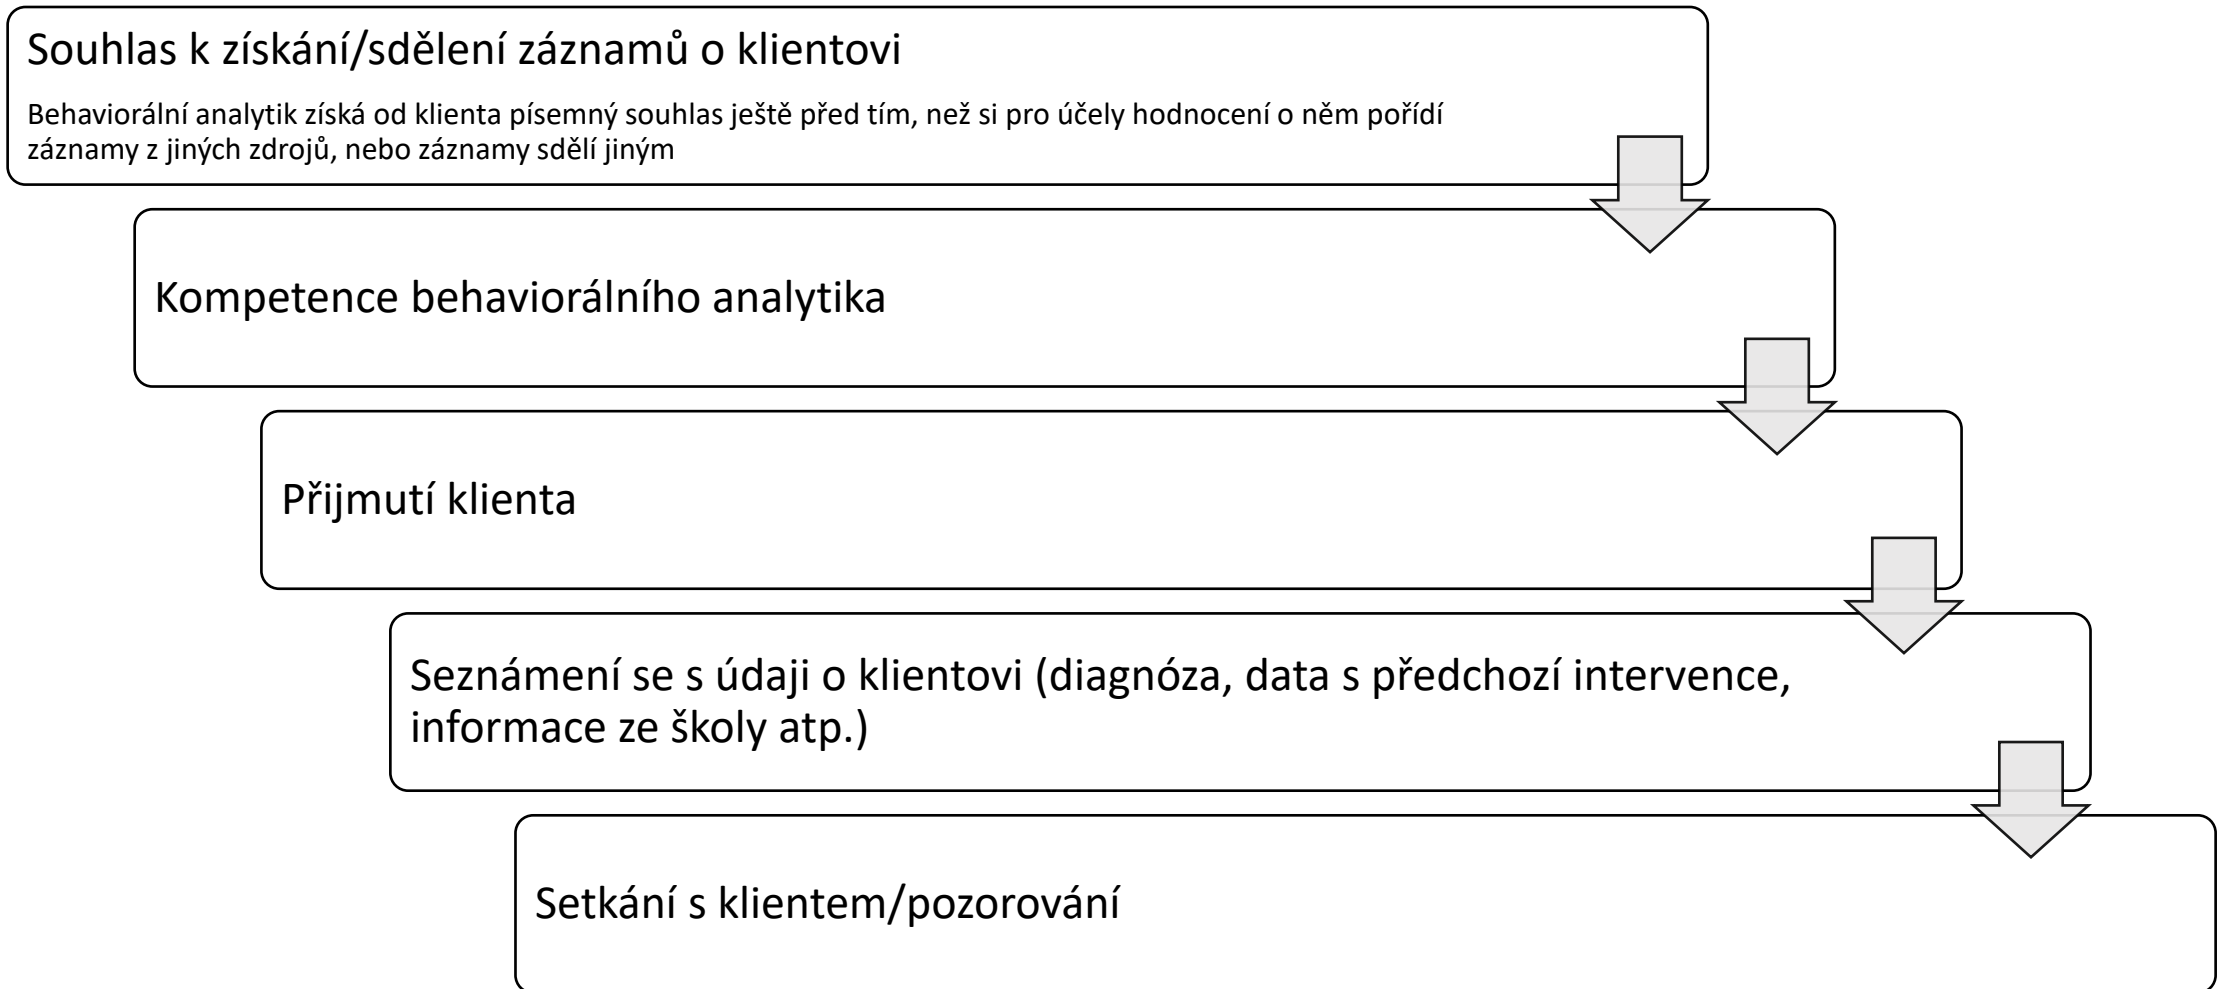 Souhlas k získání/sdělení záznamů o klientovi
Behaviorální analytik získá od klienta písemný souhlas ještě před tím, než si pro účely hodnocení o něm pořídí
záznamy z jiných zdrojů, nebo záznamy sdělí jiným
Kompetence behaviorálního analytika
Přijmutí klienta
Seznámení se s údaji o klientovi (diagnóza, data s předchozí intervence,
informace ze školy atp.)
Setkání s klientem/pozorování